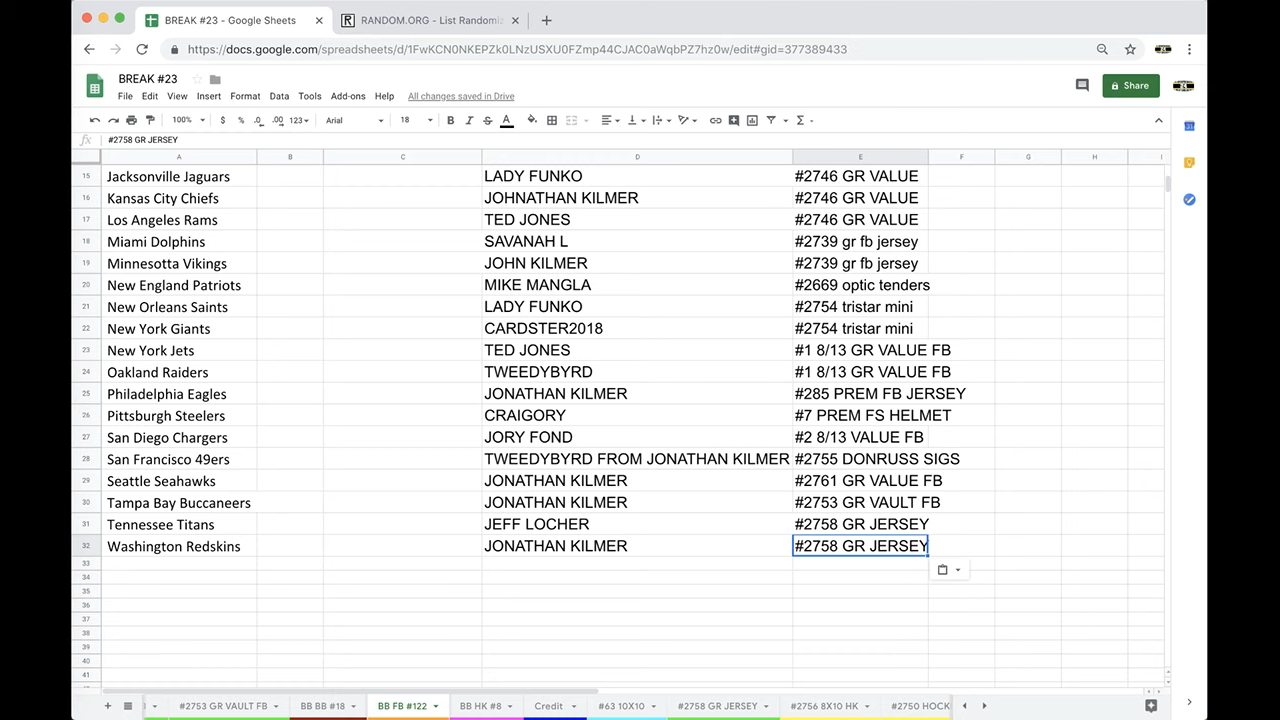 BREAK #23 - Google Sheets
RANDOM.ORG - List Randomi
https://docs.google.com/spreadsheets/d/1FwKCN0NKEPZk0LNzUSXU0FZmp44CJAC0aWqbPZ7hz0w/edit#gid=377389433
BREAK #23
File Edit View Insert Format Data Tools Add-ons Help All changes saved in Drive
Share
100% $ % .0 .00 123 Arial 18 B I S A
fx #2758 GR JERSEY
A B C D E F G H I
15 Jacksonville Jaguars LADY FUNKO #2746 GR VALUE
16 Kansas City Chiefs JOHNATHAN KILMER #2746 GR VALUE
17 Los Angeles Rams TED JONES #2746 GR VALUE
18 Miami Dolphins SAVANAH L #2739 gr fb jersey
19 Minnesotta Vikings JOHN KILMER #2739 gr fb jersey
20 New England Patriots MIKE MANGLA #2669 optic tenders
21 New Orleans Saints LADY FUNKO #2754 tristar mini
22 New York Giants CARDSTER2018 #2754 tristar mini
23 New York Jets TED JONES #1 8/13 GR VALUE FB
24 Oakland Raiders TWEEDYBYRD #1 8/13 GR VALUE FB
25 Philadelphia Eagles JONATHAN KILMER #285 PREM FB JERSEY
26 Pittsburgh Steelers CRAIGORY #7 PREM FS HELMET
27 San Diego Chargers JORY FOND #2 8/13 VALUE FB
28 San Francisco 49ers TWEEDYBYRD FROM JONATHAN KILMER #2755 DONRUSS SIGS
29 Seattle Seahawks JONATHAN KILMER #2761 GR VALUE FB
30 Tampa Bay Buccaneers JONATHAN KILMER #2753 GR VAULT FB
31 Tennessee Titans JEFF LOCHER #2758 GR JERSEY
32 Washington Redskins JONATHAN KILMER #2758 GR JERSEY
33
34
35
36
37
38
39
40
41
#2753 GR VAULT FB BB BB #18 BB FB #122 BB HK #8 Credit #63 10X10 #2758 GR JERSEY #2756 8X10 HK #2750 HOCK